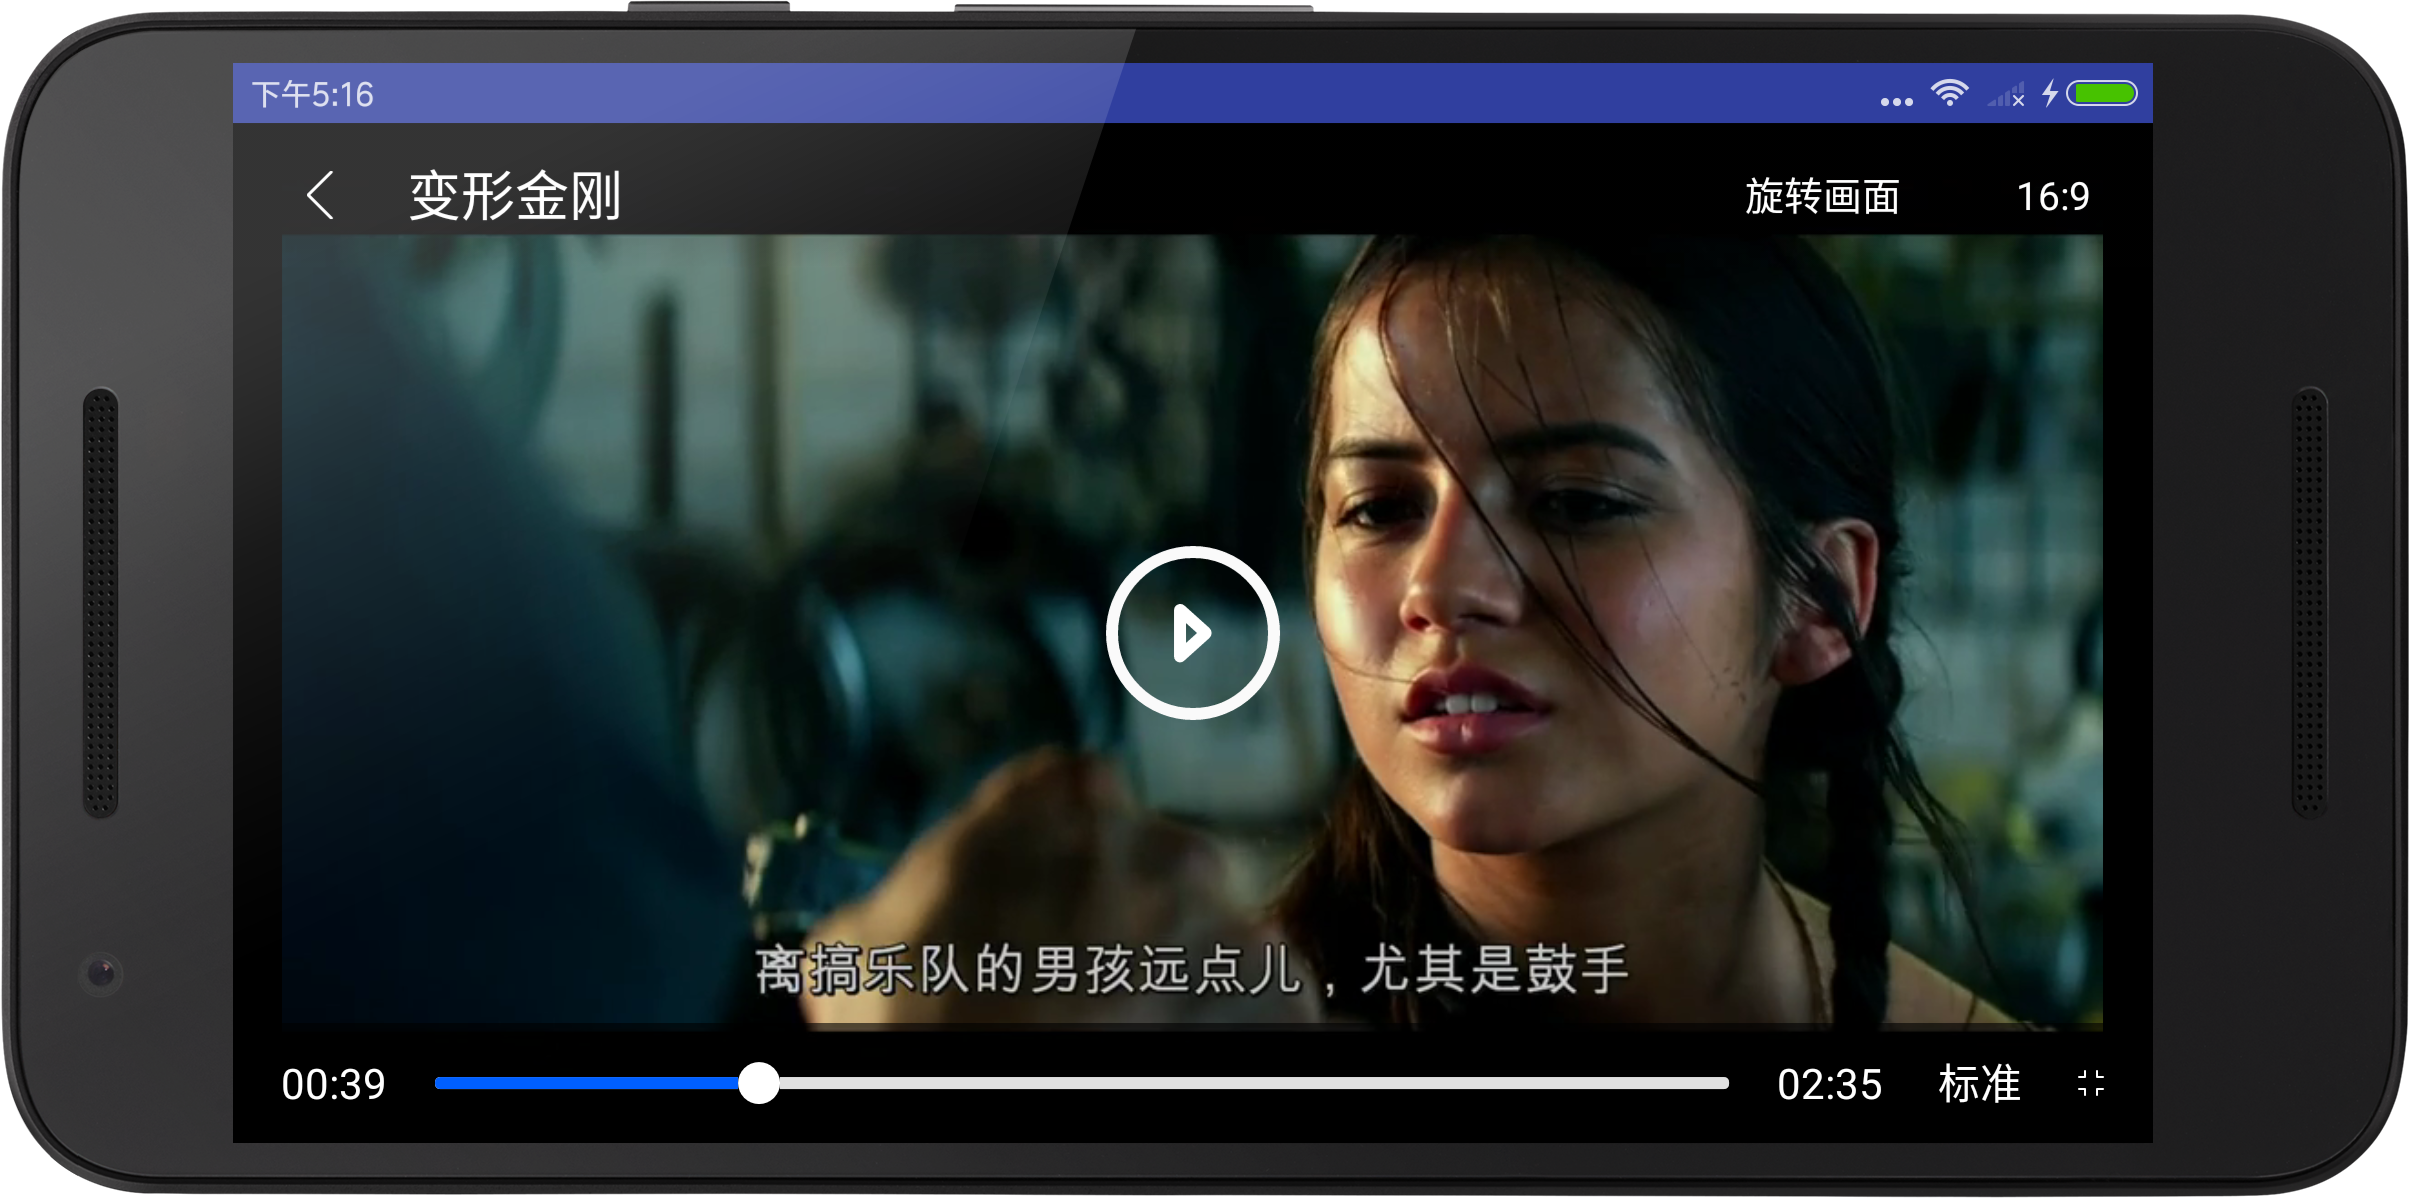 下午5:16
变形金刚 旋转画面 16:9
离搞乐队的男孩远点儿，尤其是鼓手
00:39 02:35 标准